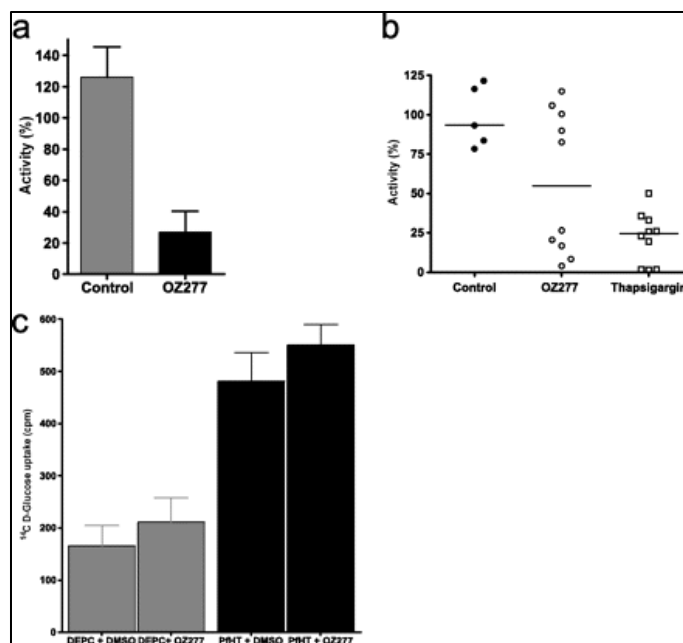 a
140
120
100
80
60
40
20
0
Activity (%)
Control OZ277
b
125
100
75
50
25
0
Activity (%)
Control OZ277 Thapsigargin
c
600
500
400
300
200
100
0
¹⁴C D-Glucose uptake (cpm)
DEPC + DMSO DEPC+ OZ277 PfHT + DMSO PfHT + OZ277